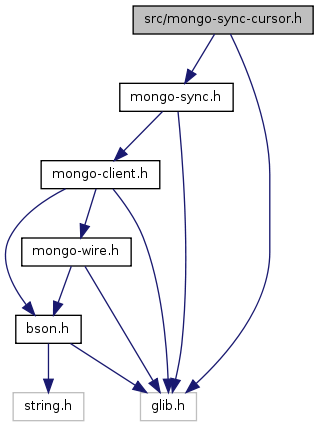 src/mongo-sync-cursor.h
mongo-sync.h
mongo-client.h
mongo-wire.h
bson.h
string.h
glib.h